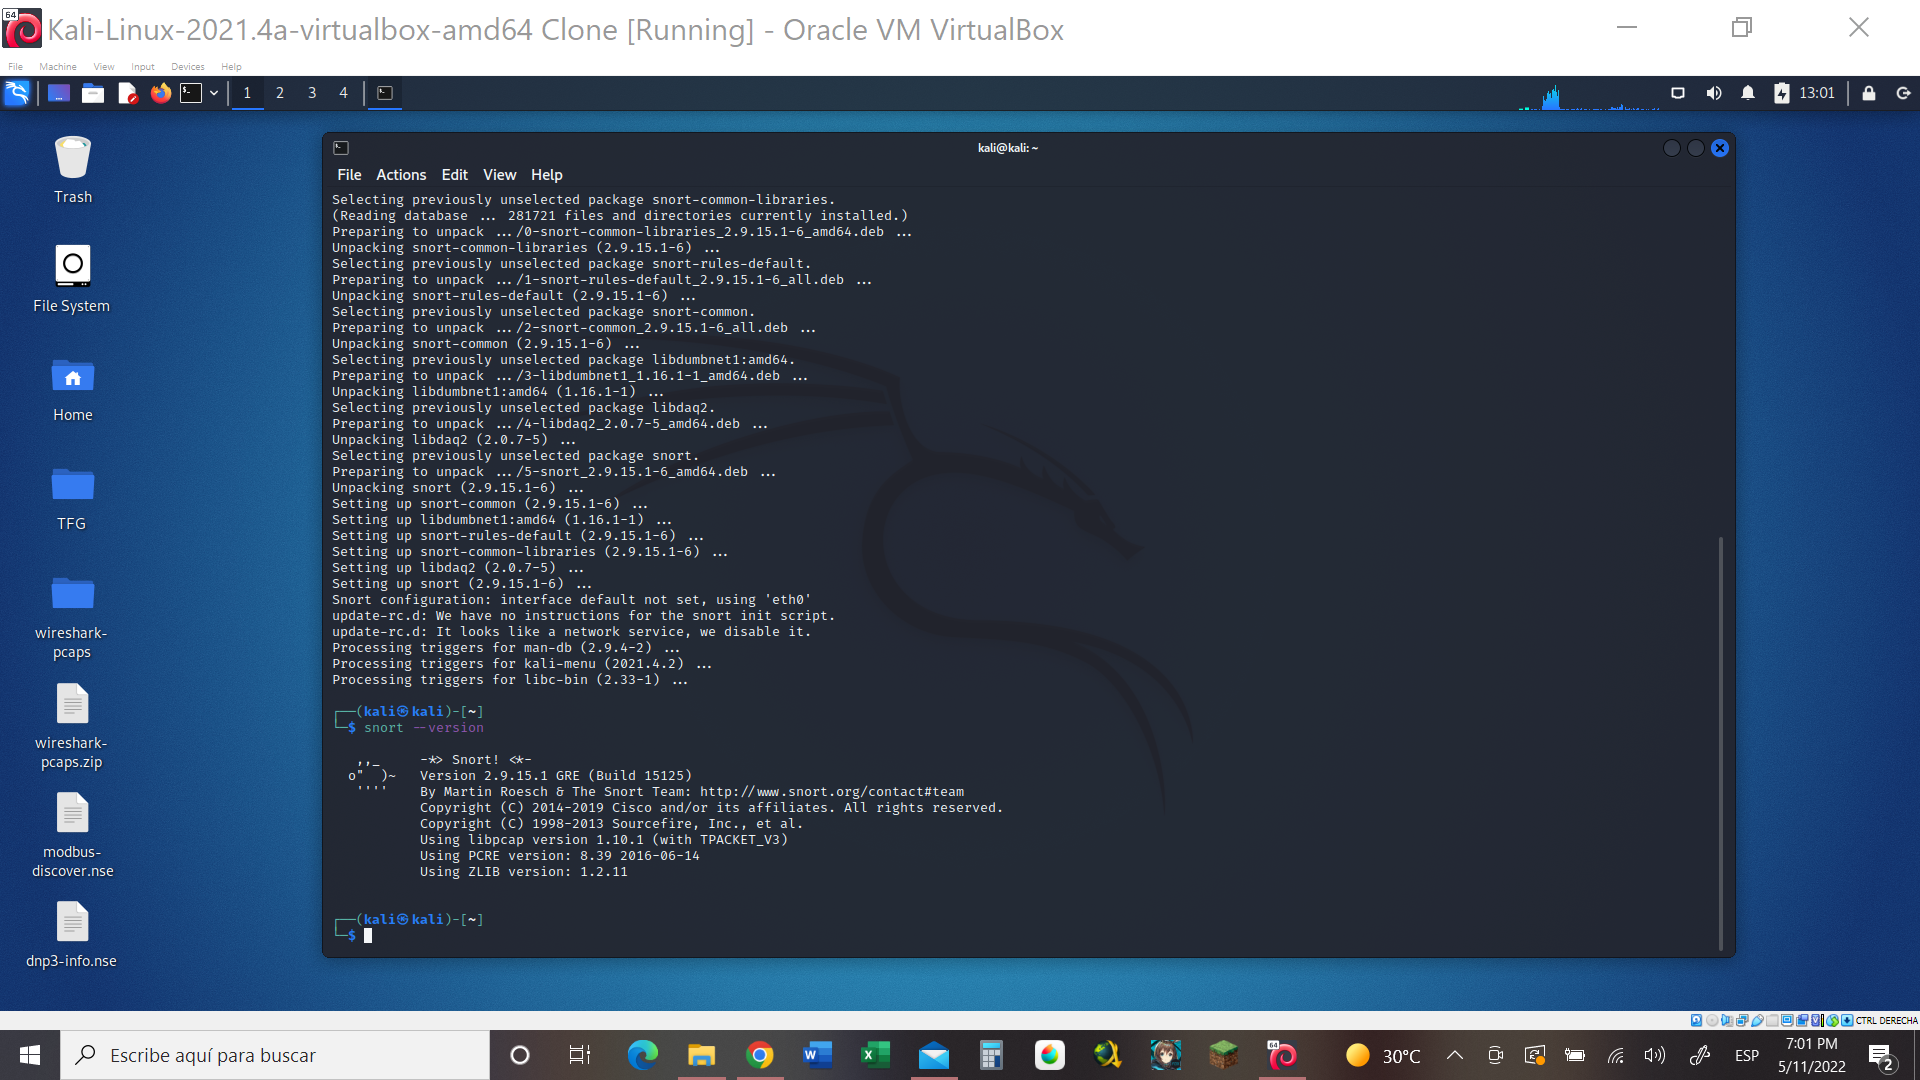 64
Kali-Linux-2021.4a-virtualbox-amd64 Clone [Running] - Oracle VM VirtualBox
File Machine View Input Devices Help
1 2 3 4 13:01
kali@kali: ~
File Actions Edit View Help
Selecting previously unselected package snort-common-libraries.
(Reading database ... 281721 files and directories currently installed.)
Preparing to unpack .../0-snort-common-libraries_2.9.15.1-6_amd64.deb ...
Unpacking snort-common-libraries (2.9.15.1-6) ...
Selecting previously unselected package snort-rules-default.
Preparing to unpack .../1-snort-rules-default_2.9.15.1-6_all.deb ...
Unpacking snort-rules-default (2.9.15.1-6) ...
Selecting previously unselected package snort-common.
Preparing to unpack .../2-snort-common_2.9.15.1-6_all.deb ...
Unpacking snort-common (2.9.15.1-6) ...
Selecting previously unselected package libdumbnet1:amd64.
Preparing to unpack .../3-libdumbnet1_1.16.1-1_amd64.deb ...
Unpacking libdumbnet1:amd64 (1.16.1-1) ...
Selecting previously unselected package libdaq2.
Preparing to unpack .../4-libdaq2_2.0.7-5_amd64.deb ...
Unpacking libdaq2 (2.0.7-5) ...
Selecting previously unselected package snort.
Preparing to unpack .../5-snort_2.9.15.1-6_amd64.deb ...
Unpacking snort (2.9.15.1-6) ...
Setting up snort-common (2.9.15.1-6) ...
Setting up libdumbnet1:amd64 (1.16.1-1) ...
Setting up snort-rules-default (2.9.15.1-6) ...
Setting up snort-common-libraries (2.9.15.1-6) ...
Setting up libdaq2 (2.0.7-5) ...
Setting up snort (2.9.15.1-6) ...
Snort configuration: interface default not set, using 'eth0'
update-rc.d: We have no instructions for the snort init script.
update-rc.d: It looks like a network service, we disable it.
Processing triggers for man-db (2.9.4-2) ...
Processing triggers for kali-menu (2021.4.2) ...
Processing triggers for libc-bin (2.33-1) ...
┌──(kali㉿kali)-[~]
└─$ snort --version
,,_ -*> Snort! <*-
o" )~ Version 2.9.15.1 GRE (Build 15125)
'''' By Martin Roesch & The Snort Team: http://www.snort.org/contact#team
Copyright (C) 2014-2019 Cisco and/or its affiliates. All rights reserved.
Copyright (C) 1998-2013 Sourcefire, Inc., et al.
Using libpcap version 1.10.1 (with TPACKET_V3)
Using PCRE version: 8.39 2016-06-14
Using ZLIB version: 1.2.11
┌──(kali㉿kali)-[~]
└─$
Trash
File System
Home
TFG
wireshark-
pcaps
wireshark-
pcaps.zip
modbus-
discover.nse
dnp3-info.nse
CTRL DERECHA
Escribe aquí para buscar
64
30°C
ESP
7:01 PM
5/11/2022
2